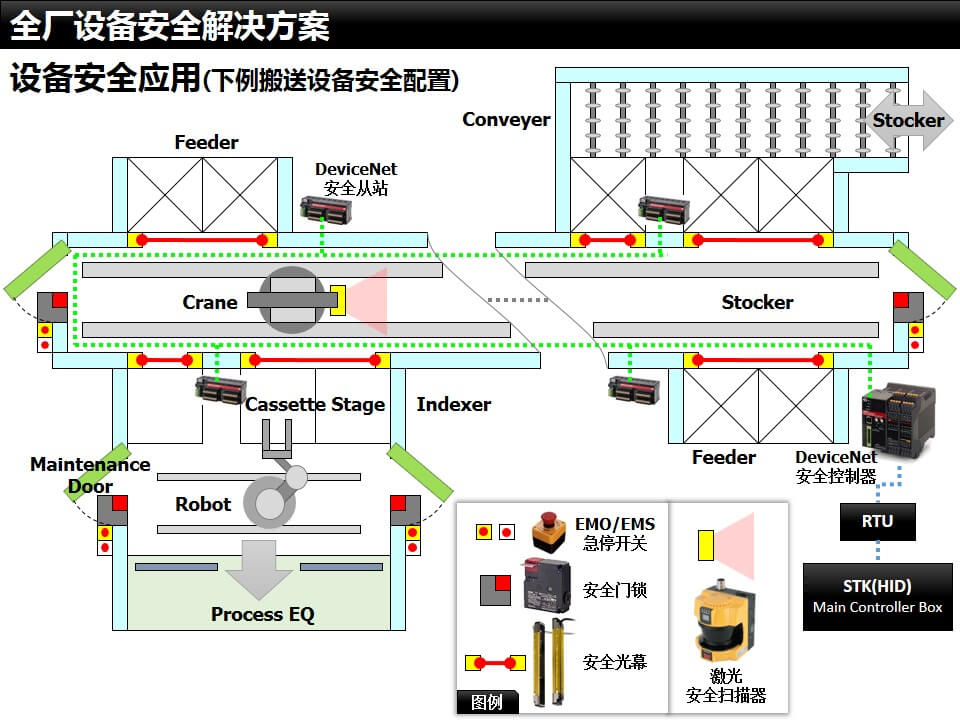 全厂设备安全解决方案
设备安全应用(下例搬送设备安全配置)
Conveyer
Stocker
Feeder
DeviceNet
安全从站
Crane
Stocker
Cassette Stage
Indexer
Maintenance
Door
Robot
Process EQ
Feeder
DeviceNet
安全控制器
RTU
STK(HID)
Main Controller Box
EMO/EMS
急停开关
安全门锁
安全光幕
图例
激光
安全扫描器